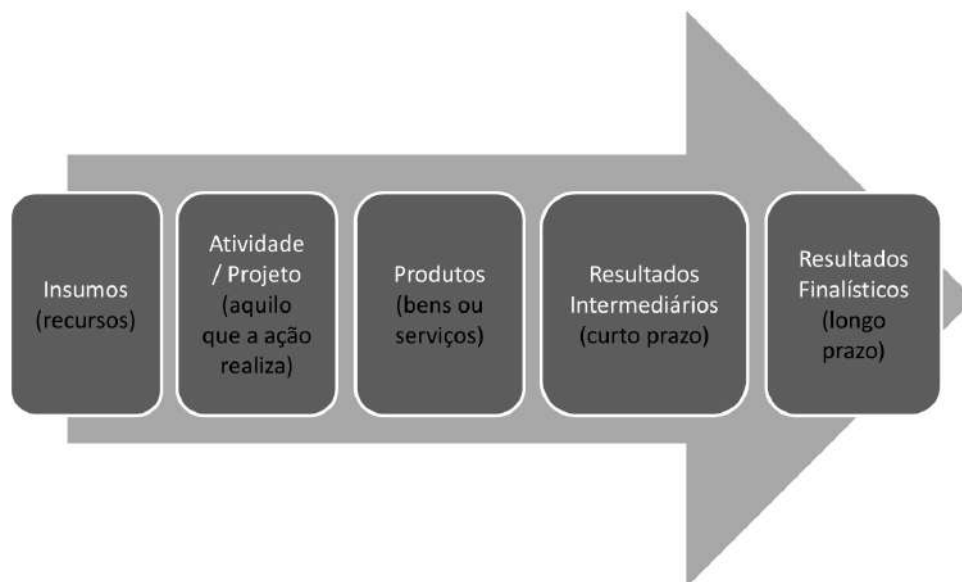 Insumos
(recursos)
Atividade
/ Projeto
(aquilo
que a ação
realiza)
Produtos
(bens ou
serviços)
Resultados
Intermediários
(curto prazo)
Resultados
Finalísticos
(longo
prazo)